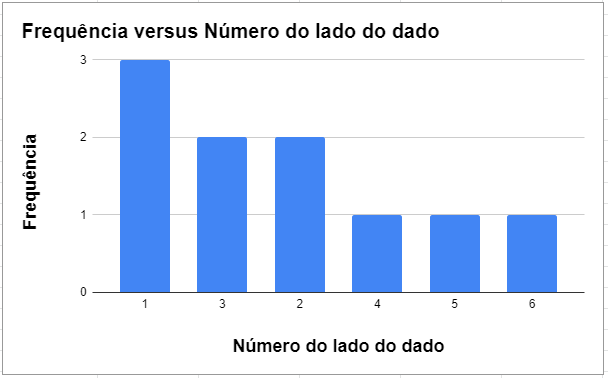 Frequência versus Número do lado do dado
3
2
1
0
Frequência
1 3 2 4 5 6
Número do lado do dado